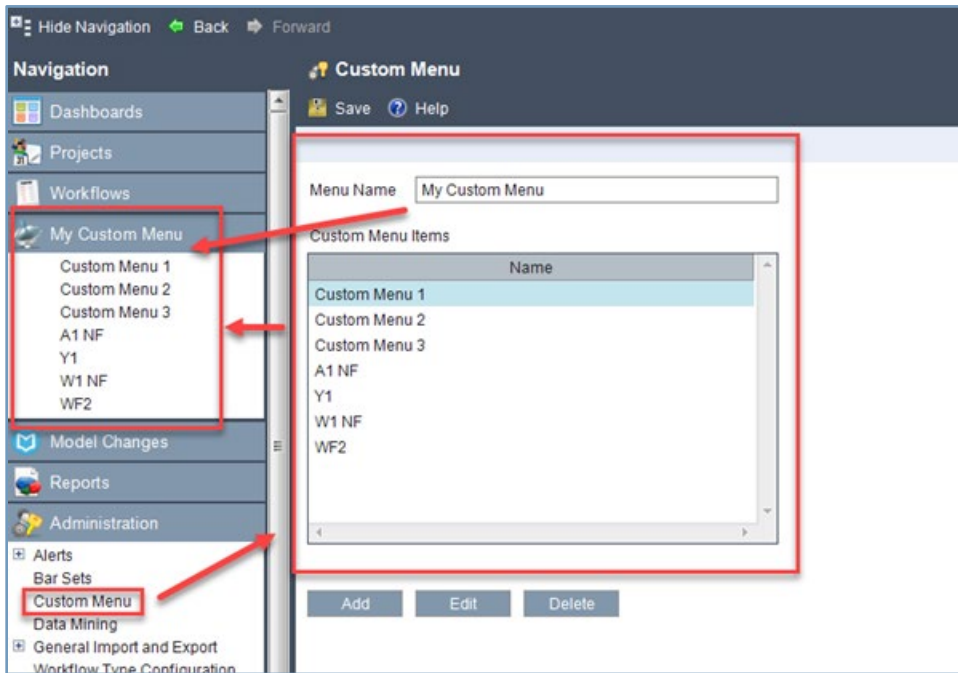 Hide Navigation Back Forward
Navigation
Dashboards
Projects
Workflows
My Custom Menu
Custom Menu 1
Custom Menu 2
Custom Menu 3
A1 NF
Y1
W1 NF
WF2
Model Changes
Reports
Administration
Alerts
Bar Sets
Custom Menu
Data Mining
General Import and Export
Workflow Type Configuration
Custom Menu
Save Help
Menu Name My Custom Menu
Custom Menu Items
Name
Custom Menu 1
Custom Menu 2
Custom Menu 3
A1 NF
Y1
W1 NF
WF2
Add Edit Delete